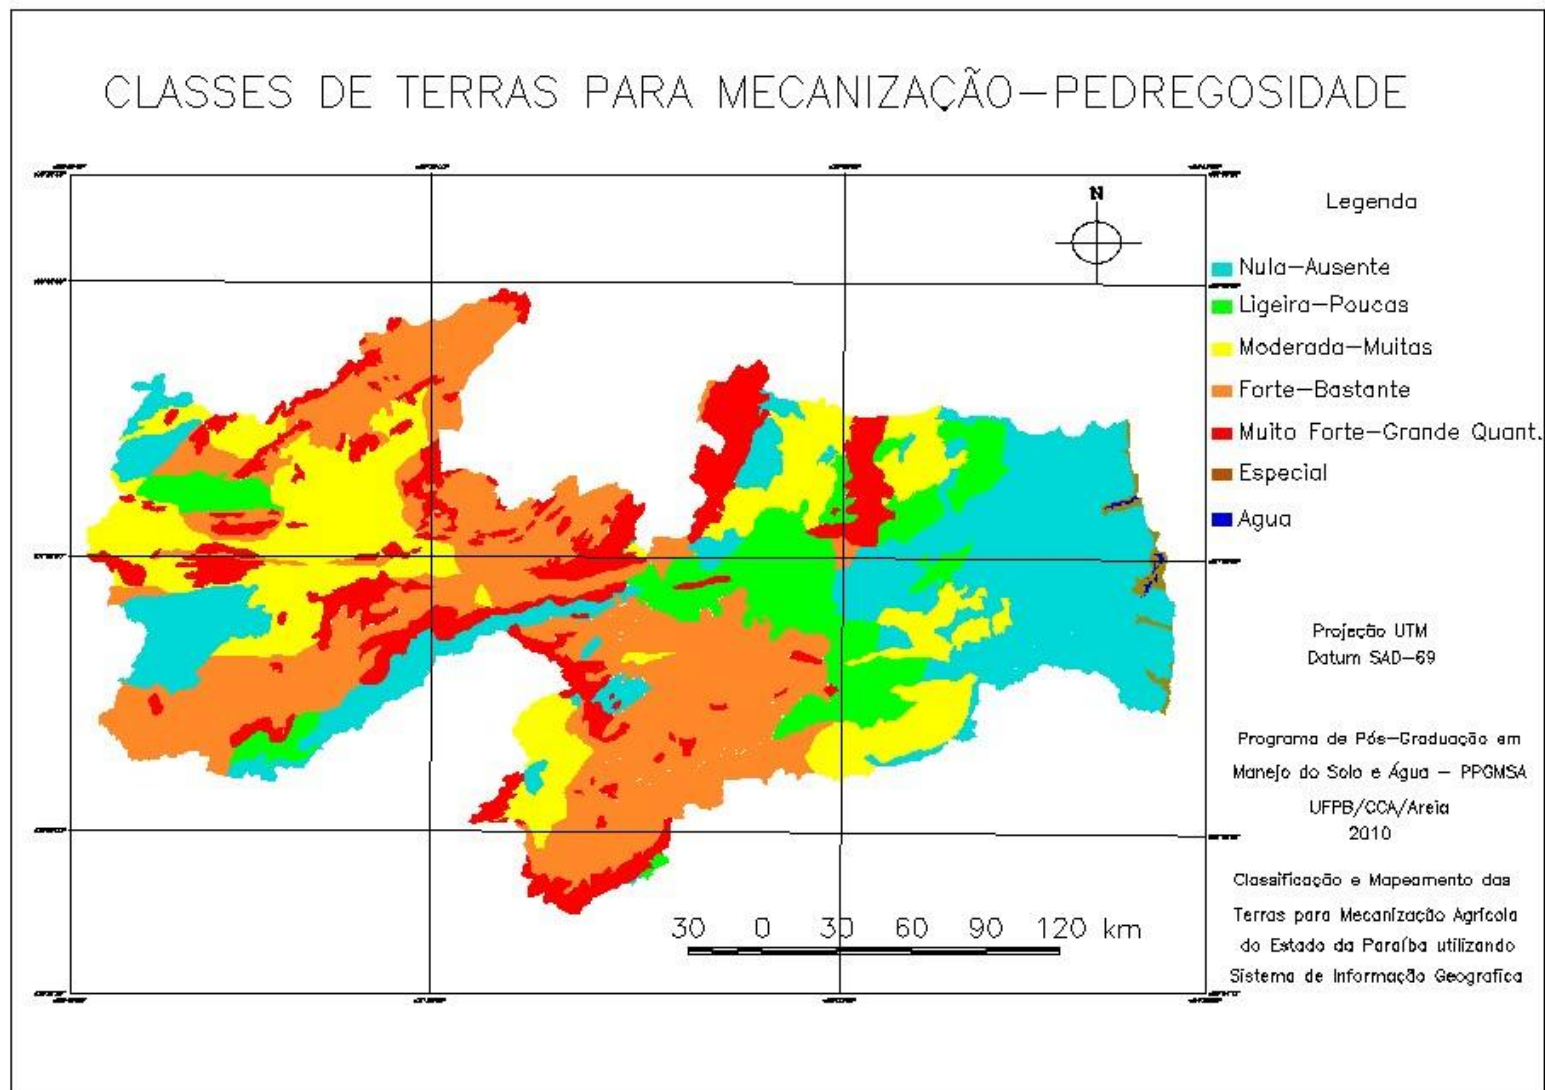 CLASSES DE TERRAS PARA MECANIZAÇÃO-PEDREGOSIDADE
N
Legenda
Nula-Ausente
Ligeira-Poucas
Moderada-Muitas
Forte-Bastante
Muito Forte-Grande Quant.
Especial
Agua
Projeção UTM
Datum SAD-69
Programa de Pós-Graduação em
Manejo do Solo e Água - PPGMSA
UFPB/CCA/Areia
2010
Classificação e Mapeamento das
Terras para Mecanização Agrícola
do Estado da Paraíba utilizando
Sistema de Informação Geografica
30 0 30 60 90 120 km